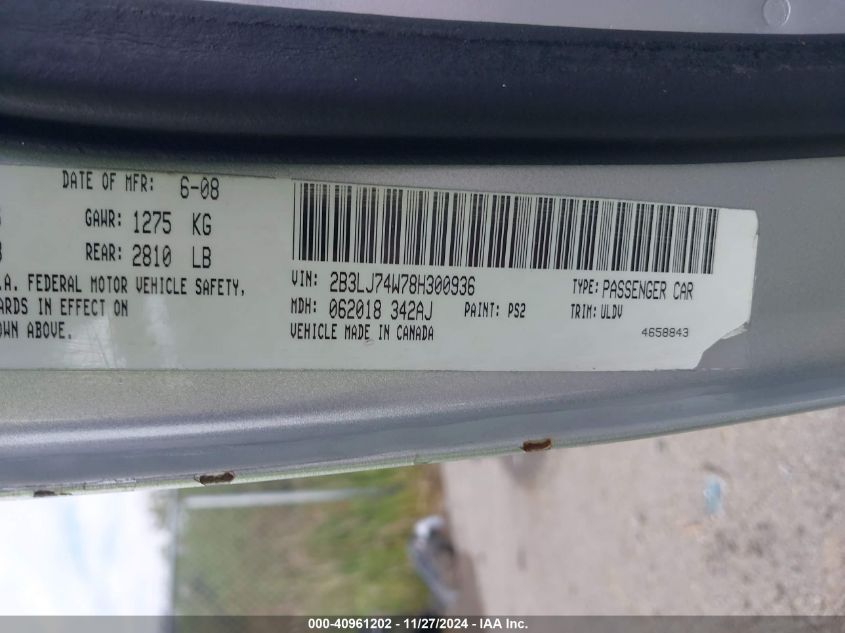 DATE OF MFR: 6-08
GAWR: 1275 KG
REAR: 2810 LB
.A. FEDERAL MOTOR VEHICLE SAFETY,
ARDS IN EFFECT ON
OWN ABOVE.
VIN: 2B3LJ74W78H300936 TYPE: PASSENGER CAR
MDH: 062018 342AJ PAINT: PS2 TRIM: ULDV
VEHICLE MADE IN CANADA 4658843
000-40961202 - 11/27/2024 - IAA Inc.